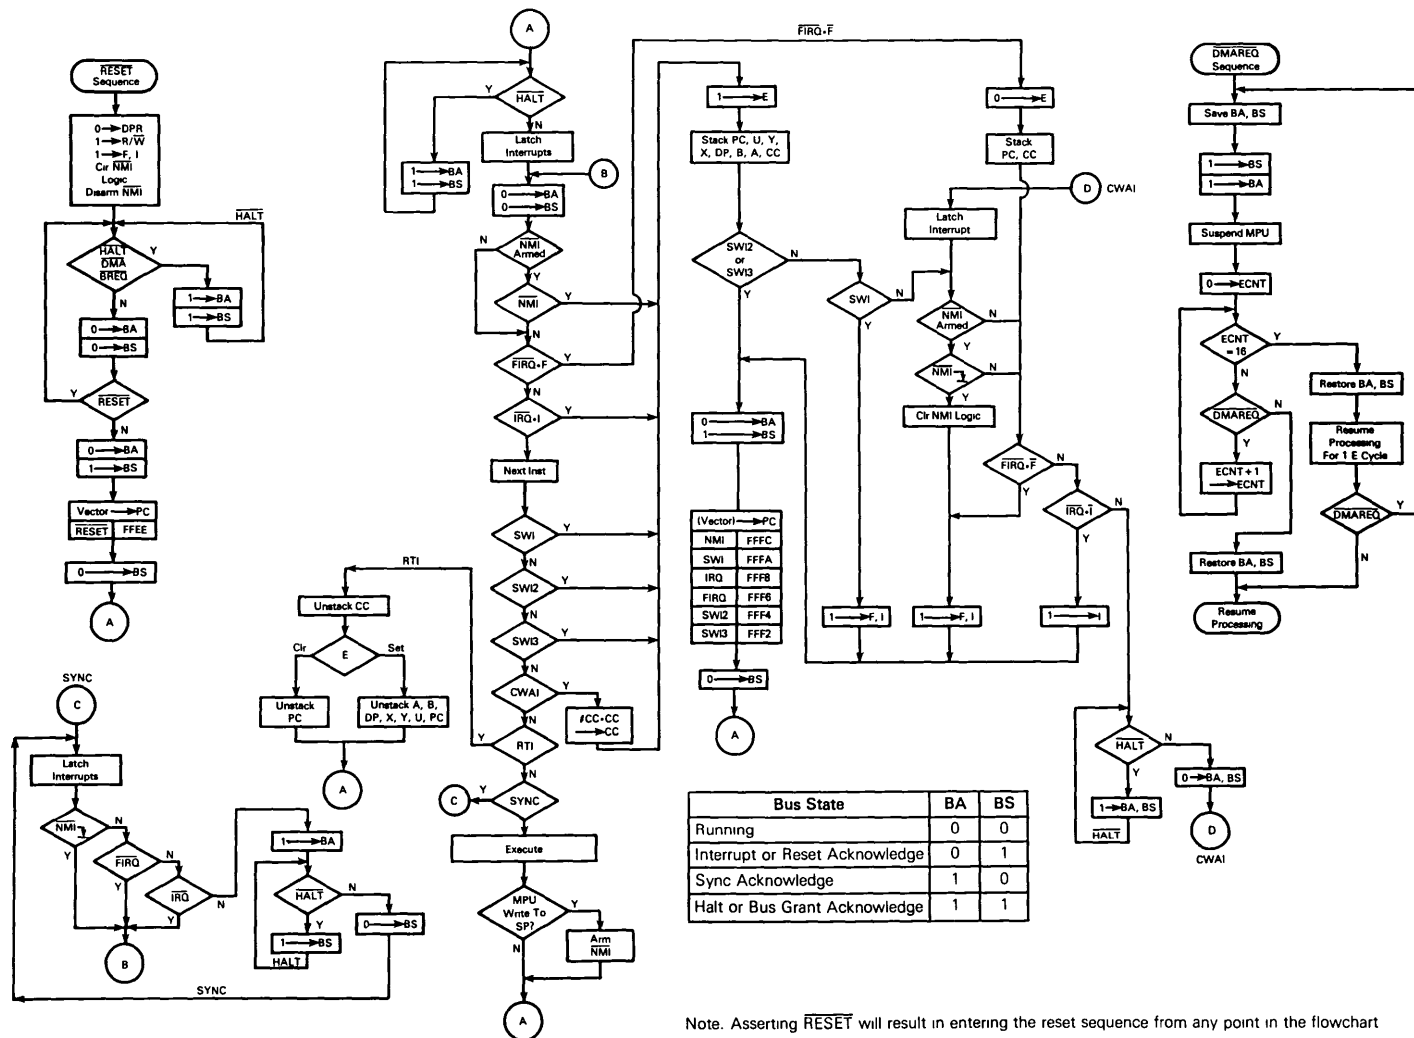 RESET
Sequence
0→DPR
1→R/W
1→F, I
Clr NMI
Logic
Disarm NMI
HALT
HALT
DMA
BREQ
Y
N
1→BA
1→BS
0→BA
0→BS
Y
RESET
N
0→BA
1→BS
Vector→PC
RESET FFEE
0→BS
A
SYNC
C
Latch
Interrupts
NMI
N
Y
FIRQ
N
Y
IRQ
N
Y
B
1→BA
HALT
N
Y
0→BS
1→BS
HALT
SYNC
A
Y
HALT
N
Latch
Interrupts
1→BA
1→BS
B
0→BA
0→BS
N
NMI
Armed
Y
NMI
Y
N
FIRQ•F
Y
N
IRQ•I
Y
N
Next Inst
SWI
Y
N
SWI2
Y
N
SWI3
Y
N
CWAI
Y
N
#CC•CC
→CC
RTI
Y
N
SYNC
Y
C
N
Execute
MPU
Write To
SP?
Y
N
Arm
NMI
A
RTI
Unstack CC
E
Clr
Set
Unstack
PC
Unstack A, B,
DP, X, Y, U, PC
A
FIRQ•F
1→E
Stack PC, U, Y,
X, DP, B, A, CC
SWI2
or
SWI3
N
Y
SWI
N
Y
0→BA
1→BS
(Vector)→PC
NMI FFFC
SWI FFFA
IRQ FFF8
FIRQ FFF6
SWI2 FFF4
SWI3 FFF2
0→BS
A
0→E
Stack
PC, CC
D CWAI
Latch
Interrupt
NMI
Armed
N
Y
NMI
N
Y
Clr NMI Logic
FIRQ•F
N
Y
IRQ•I
N
Y
1→F, I
1→F, I
1→I
HALT
N
Y
0→BA, BS
1→BA, BS
HALT
D
CWAI
DMAREQ
Sequence
Save BA, BS
1→BS
1→BA
Suspend MPU
0→ECNT
ECNT
= 16
Y
N
Restore BA, BS
DMAREQ
N
Y
Resume
Processing
For 1 E Cycle
ECNT + 1
→ECNT
DMAREQ
Y
N
Restore BA, BS
Resume
Processing
Bus State BA BS
Running 0 0
Interrupt or Reset Acknowledge 0 1
Sync Acknowledge 1 0
Halt or Bus Grant Acknowledge 1 1
Note. Asserting RESET will result in entering the reset sequence from any point in the flowchart